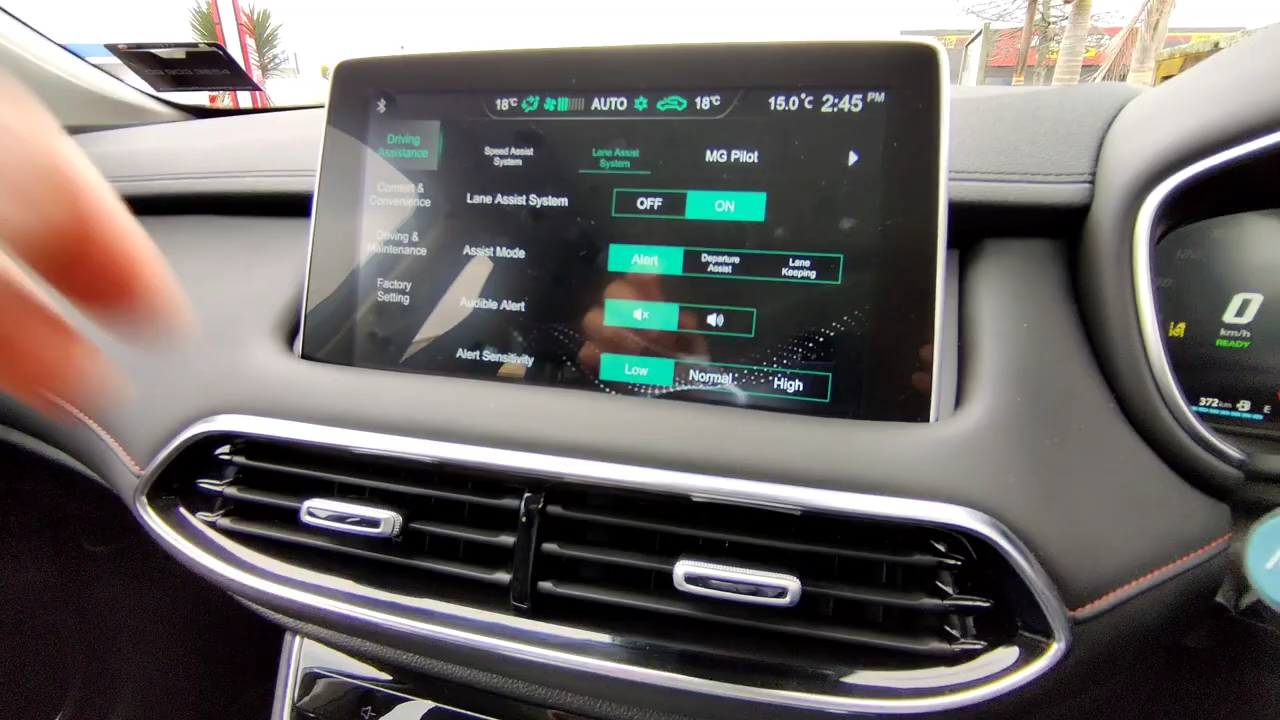 18°C AUTO 18°C 15.0°C 2:45 PM
Driving
Assistance
Speed Assist
System
Lane Assist
System
MG Pilot
Comfort &
Convenience
Lane Assist System OFF ON
Driving &
Maintenance
Assist Mode Alert
Departure
Assist
Lane
Keeping
Factory
Setting
Audible Alert
Alert Sensitivity Low Normal High
0
km/h
READY
372km E